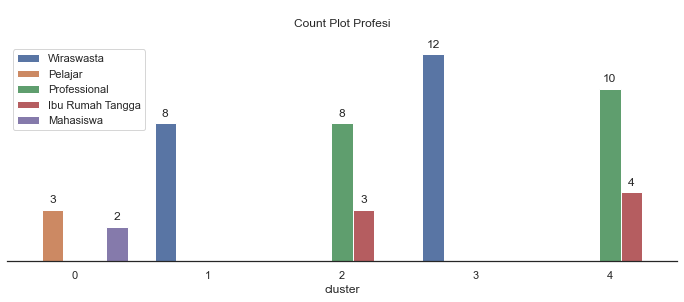 Count Plot Profesi
Wiraswasta
Pelajar
Professional
Ibu Rumah Tangga
Mahasiswa
3
2
8
8
3
12
10
4
0 1 2 3 4
cluster